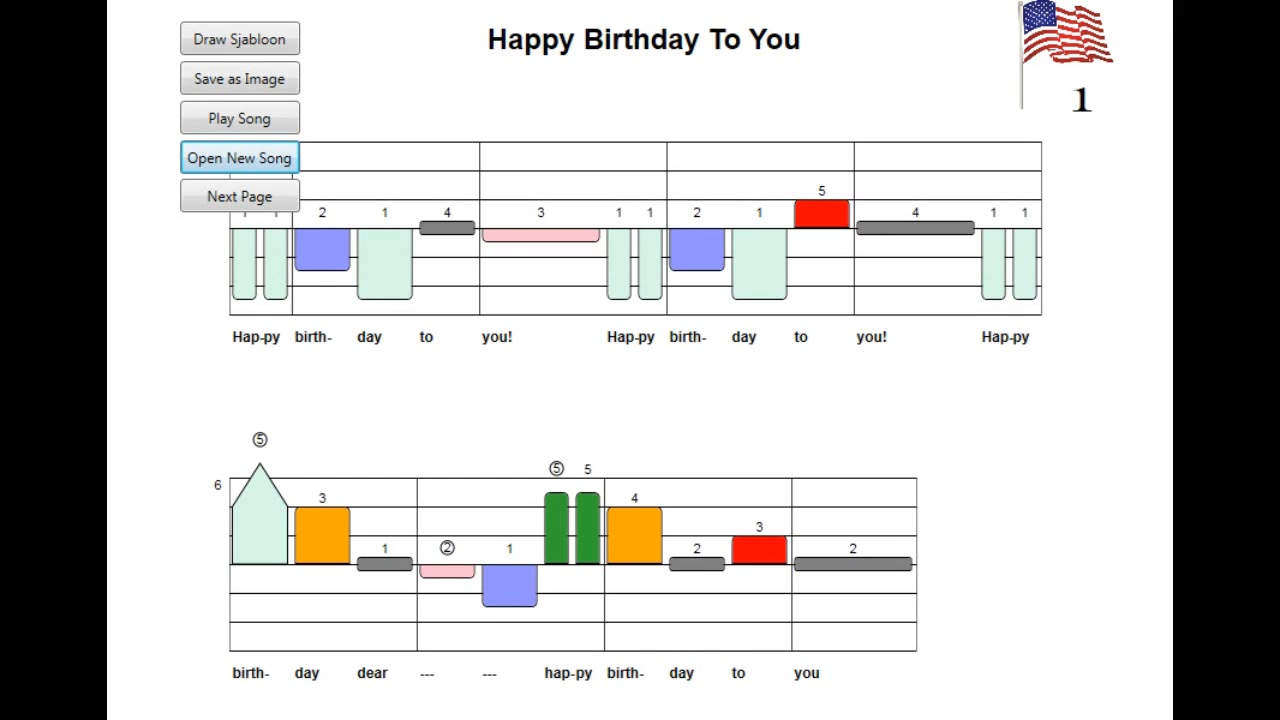 Happy Birthday To You
Draw Sjabloon
Save as Image
Play Song
Open New Song
Next Page
1
5
1 1 2 1 4 3 1 1 2 1 4 1 1
Hap-py birth- day to you! Hap-py birth- day to you! Hap-py
⑤
⑤ 5
6
3 4
3
1 ② 1 2 2
birth- day dear --- --- hap-py birth- day to you